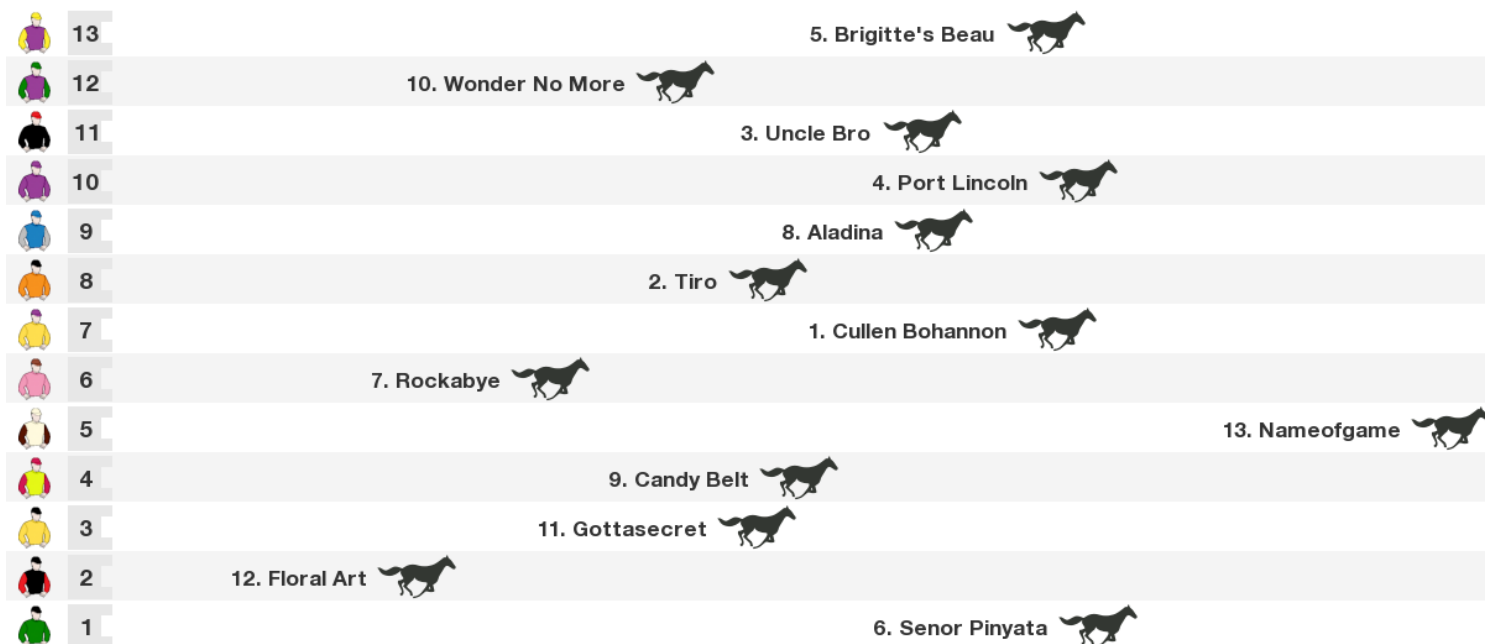 13 5. Brigitte's Beau
12 10. Wonder No More
11 3. Uncle Bro
10 4. Port Lincoln
9 8. Aladina
8 2. Tiro
7 1. Cullen Bohannon
6 7. Rockabye
5 13. Nameofgame
4 9. Candy Belt
3 11. Gottasecret
2 12. Floral Art
1 6. Senor Pinyata